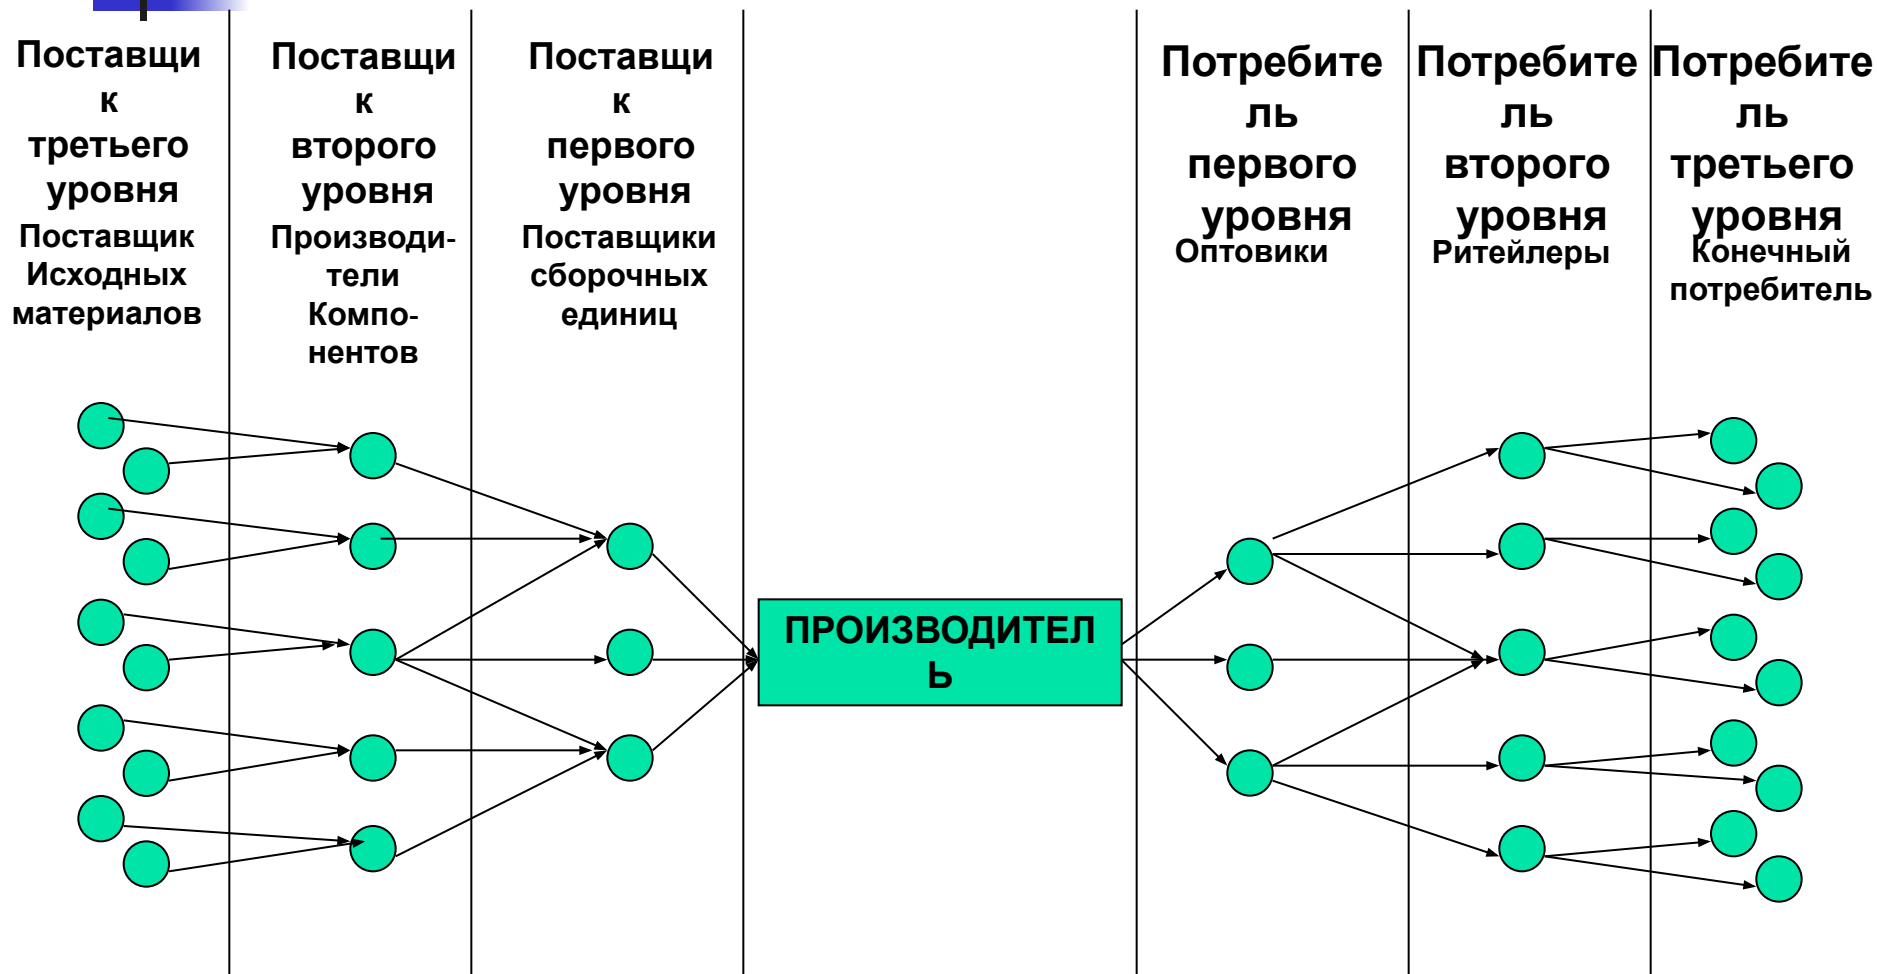 Поставщи
к
третьего
уровня
Поставщик
Исходных
материалов
Поставщи
к
второго
уровня
Производи-
тели
Компо-
нентов
Поставщи
к
первого
уровня
Поставщики
сборочных
единиц
ПРОИЗВОДИТЕЛ
Ь
Потребите
ль
первого
уровня
Оптовики
Потребите
ль
второго
уровня
Ритейлеры
Потребите
ль
третьего
уровня
Конечный
потребитель